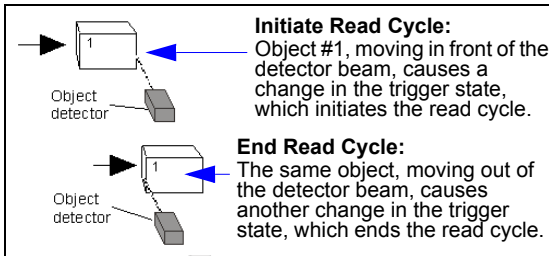 1
Object
detector
Initiate Read Cycle:
Object #1, moving in front of the
detector beam, causes a
change in the trigger state,
which initiates the read cycle.
1
Object
detector
End Read Cycle:
The same object, moving out of
the detector beam, causes
another change in the trigger
state, which ends the read cycle.